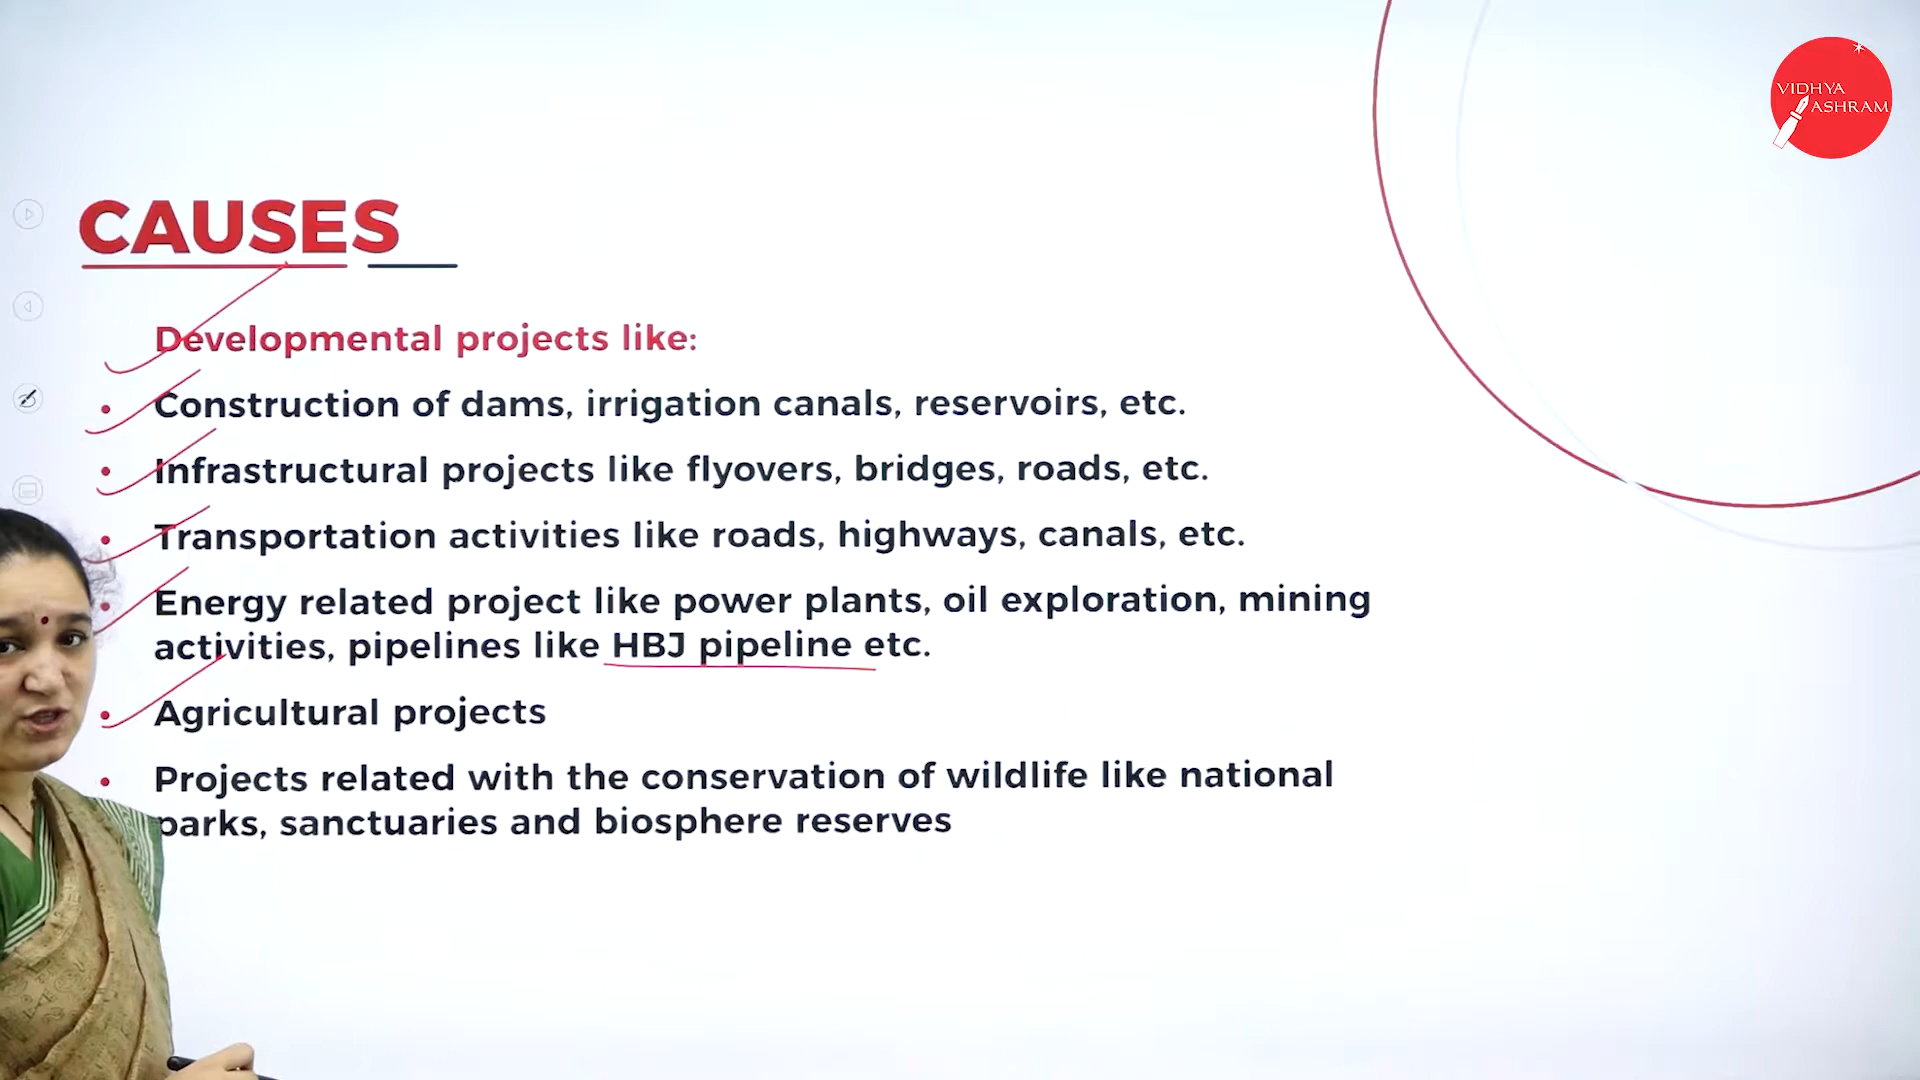 VIDHYA
ASHRAM
CAUSES
Developmental projects like:
• Construction of dams, irrigation canals, reservoirs, etc.
• Infrastructural projects like flyovers, bridges, roads, etc.
• Transportation activities like roads, highways, canals, etc.
• Energy related project like power plants, oil exploration, mining
activities, pipelines like HBJ pipeline etc.
• Agricultural projects
• Projects related with the conservation of wildlife like national
parks, sanctuaries and biosphere reserves